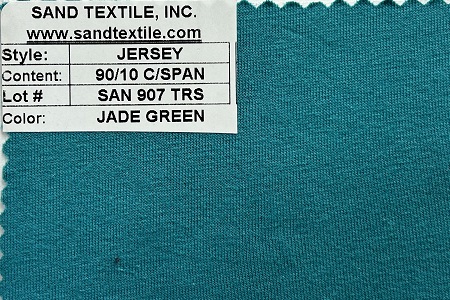 SAND TEXTILE, INC.
www.sandtextile.com
Style: JERSEY
Content: 90/10 C/SPAN
Lot # SAN 907 TRS
Color: JADE GREEN